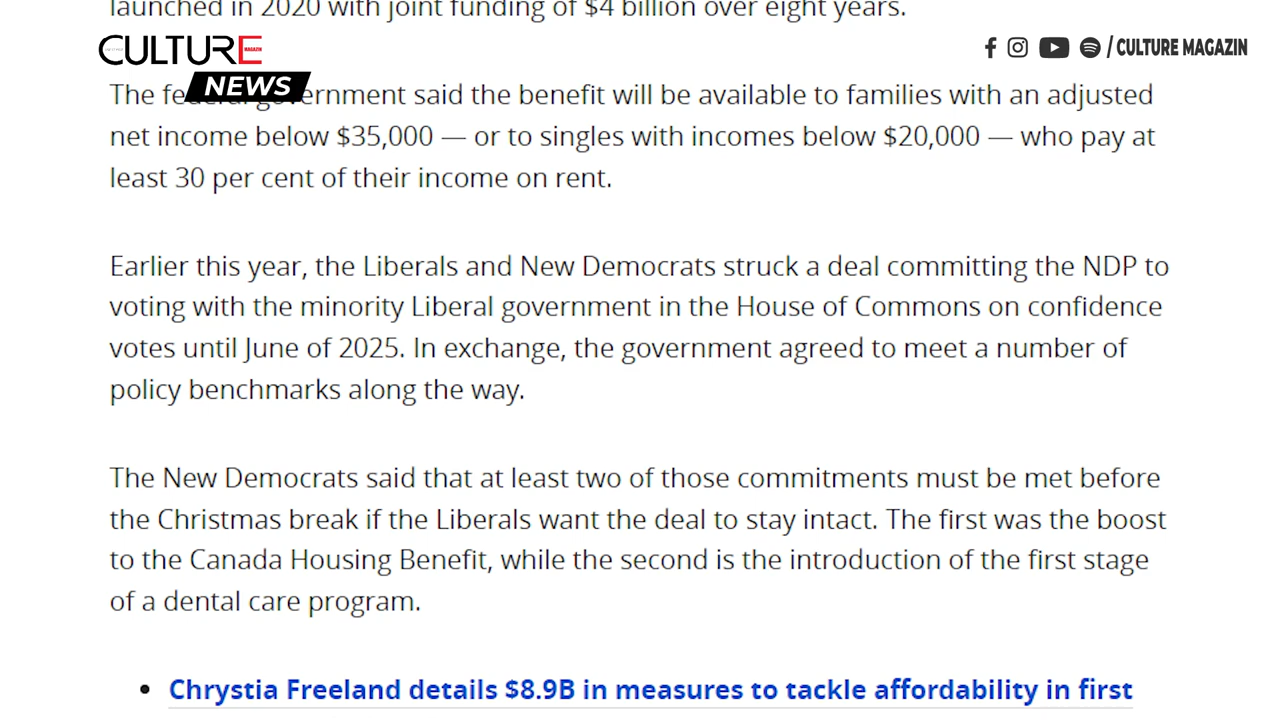 launched in 2020 with joint funding of $4 billion over eight years.
CULTURE
MAGAZIN
NEWS
/ CULTURE MAGAZIN
The federal government said the benefit will be available to families with an adjusted
net income below $35,000 — or to singles with incomes below $20,000 — who pay at
least 30 per cent of their income on rent.
Earlier this year, the Liberals and New Democrats struck a deal committing the NDP to
voting with the minority Liberal government in the House of Commons on confidence
votes until June of 2025. In exchange, the government agreed to meet a number of
policy benchmarks along the way.
The New Democrats said that at least two of those commitments must be met before
the Christmas break if the Liberals want the deal to stay intact. The first was the boost
to the Canada Housing Benefit, while the second is the introduction of the first stage
of a dental care program.
• Chrystia Freeland details $8.9B in measures to tackle affordability in first